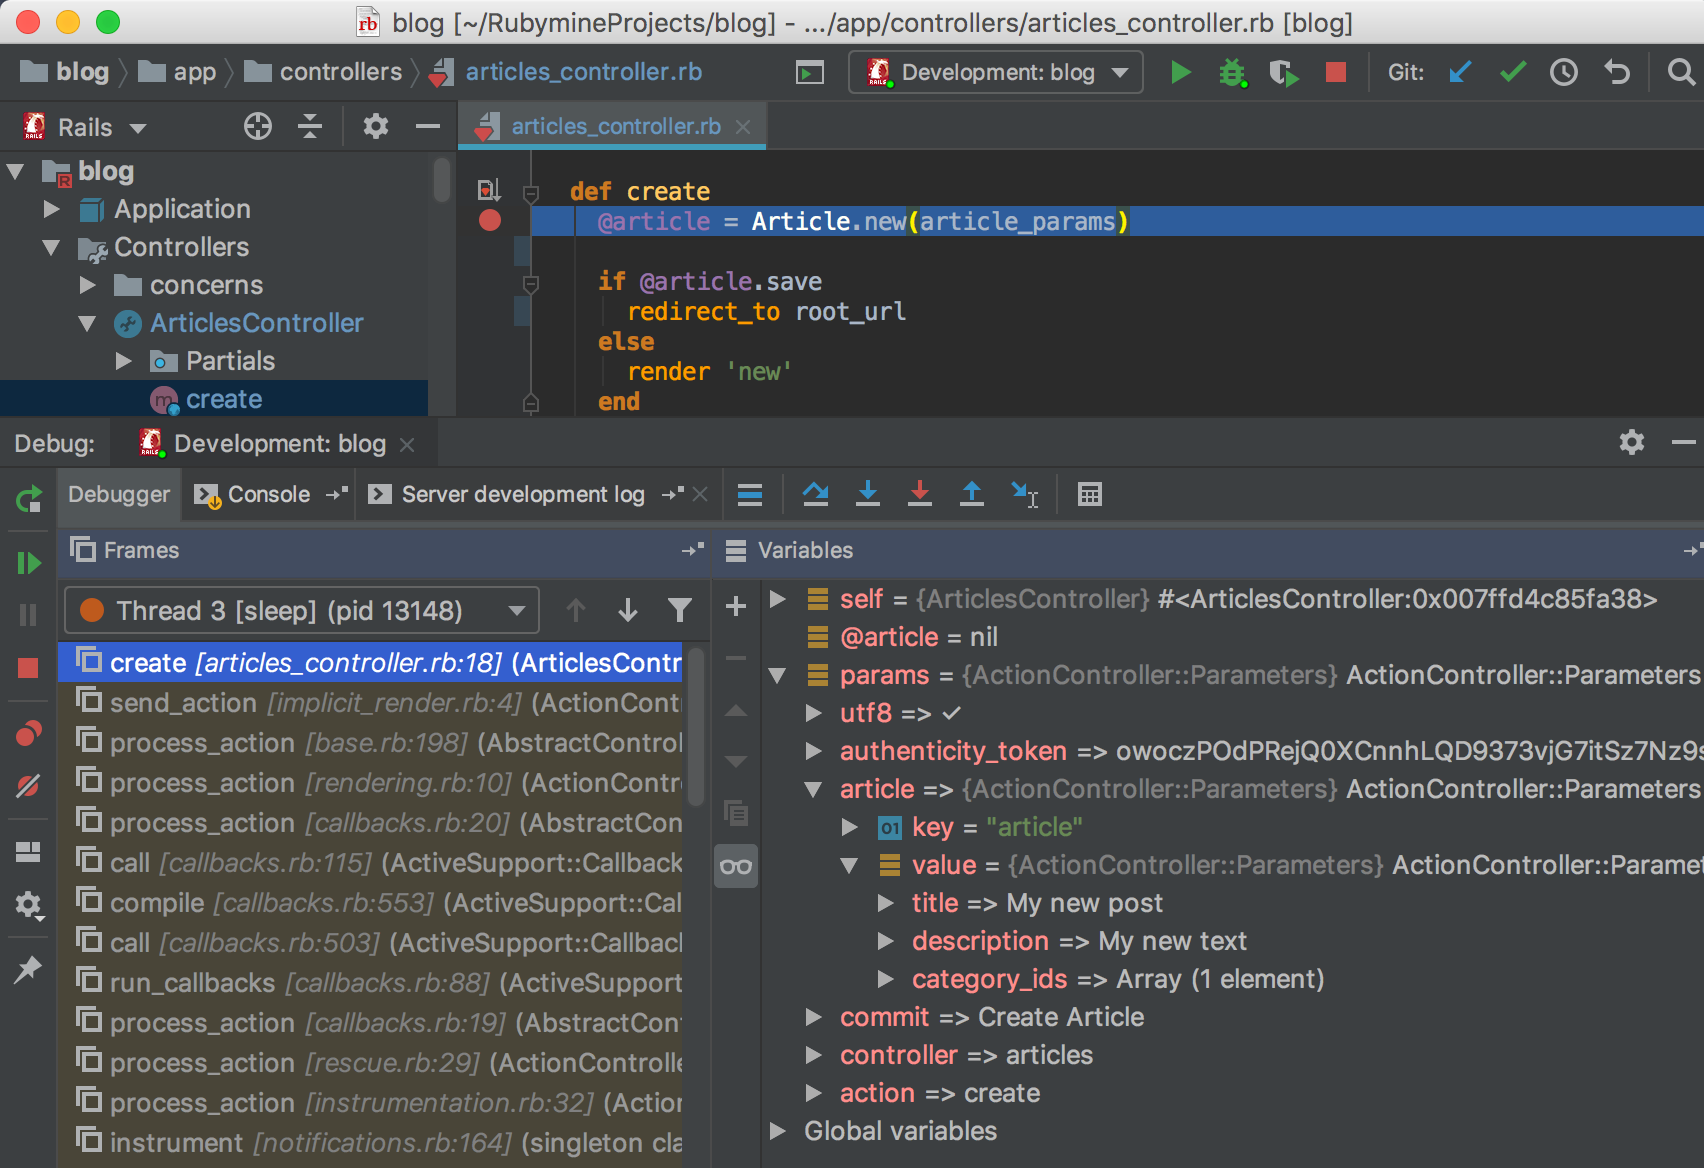 blog [~/RubymineProjects/blog] - .../app/controllers/articles_controller.rb [blog]
blog app controllers articles_controller.rb Development: blog Git:
Rails articles_controller.rb
blog
Application
Controllers
concerns
ArticlesController
Partials
create
def create
@article = Article.new(article_params)
if @article.save
redirect_to root_url
else
render 'new'
end
Debug: Development: blog
Debugger Console Server development log
Frames
Thread 3 [sleep] (pid 13148)
create [articles_controller.rb:18] (ArticlesContr
send_action [implicit_render.rb:4] (ActionCont
process_action [base.rb:198] (AbstractControl
process_action [rendering.rb:10] (ActionContr
process_action [callbacks.rb:20] (AbstractCon
call [callbacks.rb:115] (ActiveSupport::Callback
compile [callbacks.rb:553] (ActiveSupport::Cal
call [callbacks.rb:503] (ActiveSupport::Callbac
run_callbacks [callbacks.rb:88] (ActiveSupport
process_action [callbacks.rb:19] (AbstractCon
process_action [rescue.rb:29] (ActionControlle
process_action [instrumentation.rb:32] (Action
instrument [notifications.rb:164] (singleton cla
Variables
self = {ArticlesController} #<ArticlesController:0x007ffd4c85fa38>
@article = nil
params = {ActionController::Parameters} ActionController::Parameters
utf8 => ✓
authenticity_token => owoczPOdPRejQ0XCnnhLQD9373vjG7itSz7Nz9s
article => {ActionController::Parameters} ActionController::Parameters
key = "article"
value = {ActionController::Parameters} ActionController::Paramet
title => My new post
description => My new text
category_ids => Array (1 element)
commit => Create Article
controller => articles
action => create
Global variables